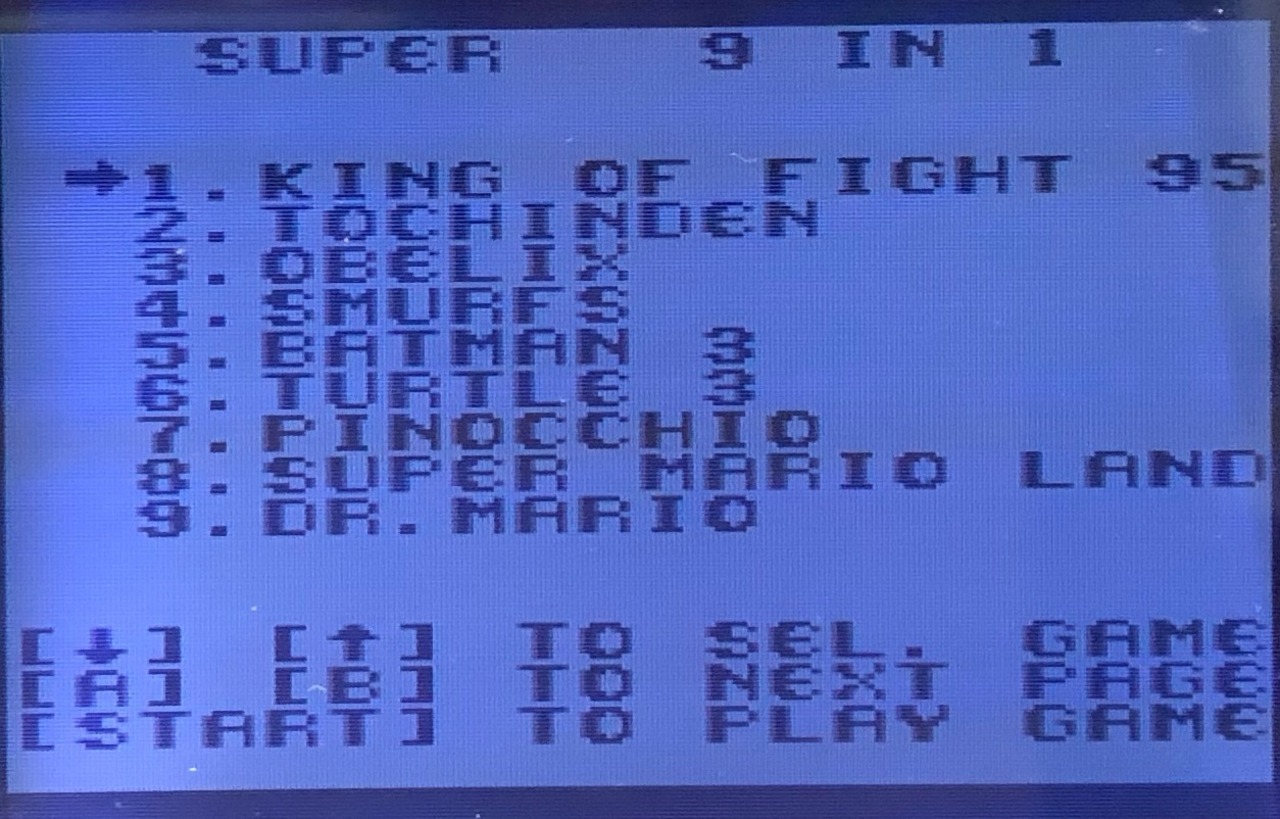 SUPER 9 IN 1
➡1. KING OF FIGHT 95
2. TOCHINDEN
3. OBELIX
4. SMURFS
5. BATMAN 3
6. TURTLE 3
7. PINOCCHIO
8. SUPER MARIO LAND
9. DR.MARIO
[↓] [↑] TO SEL. GAME
[A] [B] TO NEXT PAGE
[START] TO PLAY GAME